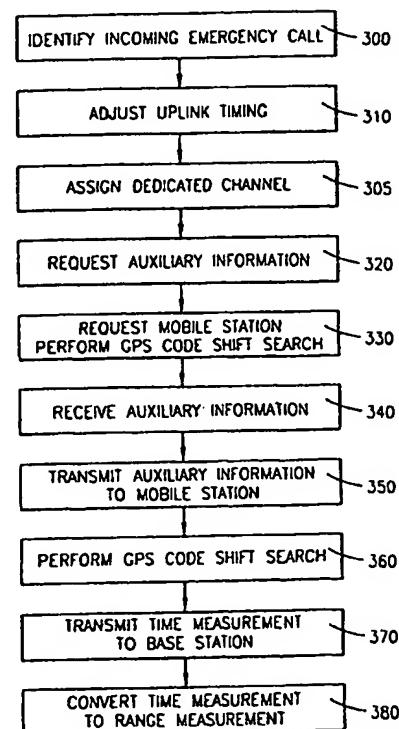 IDENTIFY INCOMING EMERGENCY CALL
300
ADJUST UPLINK TIMING
310
ASSIGN DEDICATED CHANNEL
305
REQUEST AUXILIARY INFORMATION
320
REQUEST MOBILE STATION
PERFORM GPS CODE SHIFT SEARCH
330
RECEIVE AUXILIARY INFORMATION
340
TRANSMIT AUXILIARY INFORMATION
TO MOBILE STATION
350
PERFORM GPS CODE SHIFT SEARCH
360
TRANSMIT TIME MEASUREMENT
TO BASE STATION
370
CONVERT TIME MEASUREMENT
TO RANGE MEASUREMENT
380